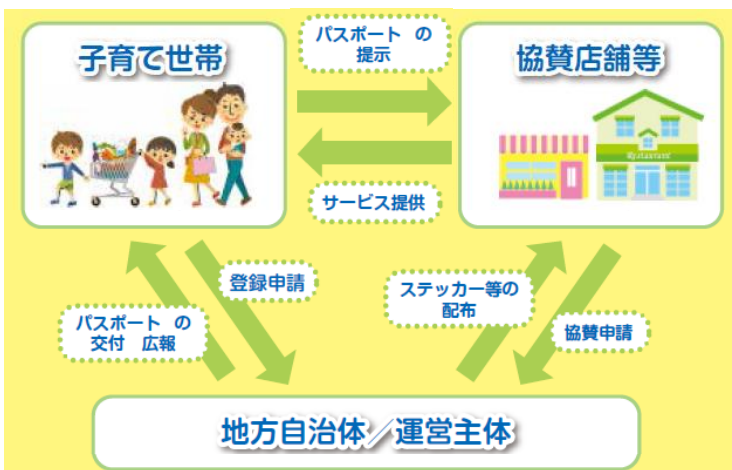 子育て世帯
パスポート の
提示
協賛店舗等
Restaurant
サービス提供
登録申請
ステッカー等の
配布
パスポート の
交付 広報
協賛申請
地方自治体／運営主体